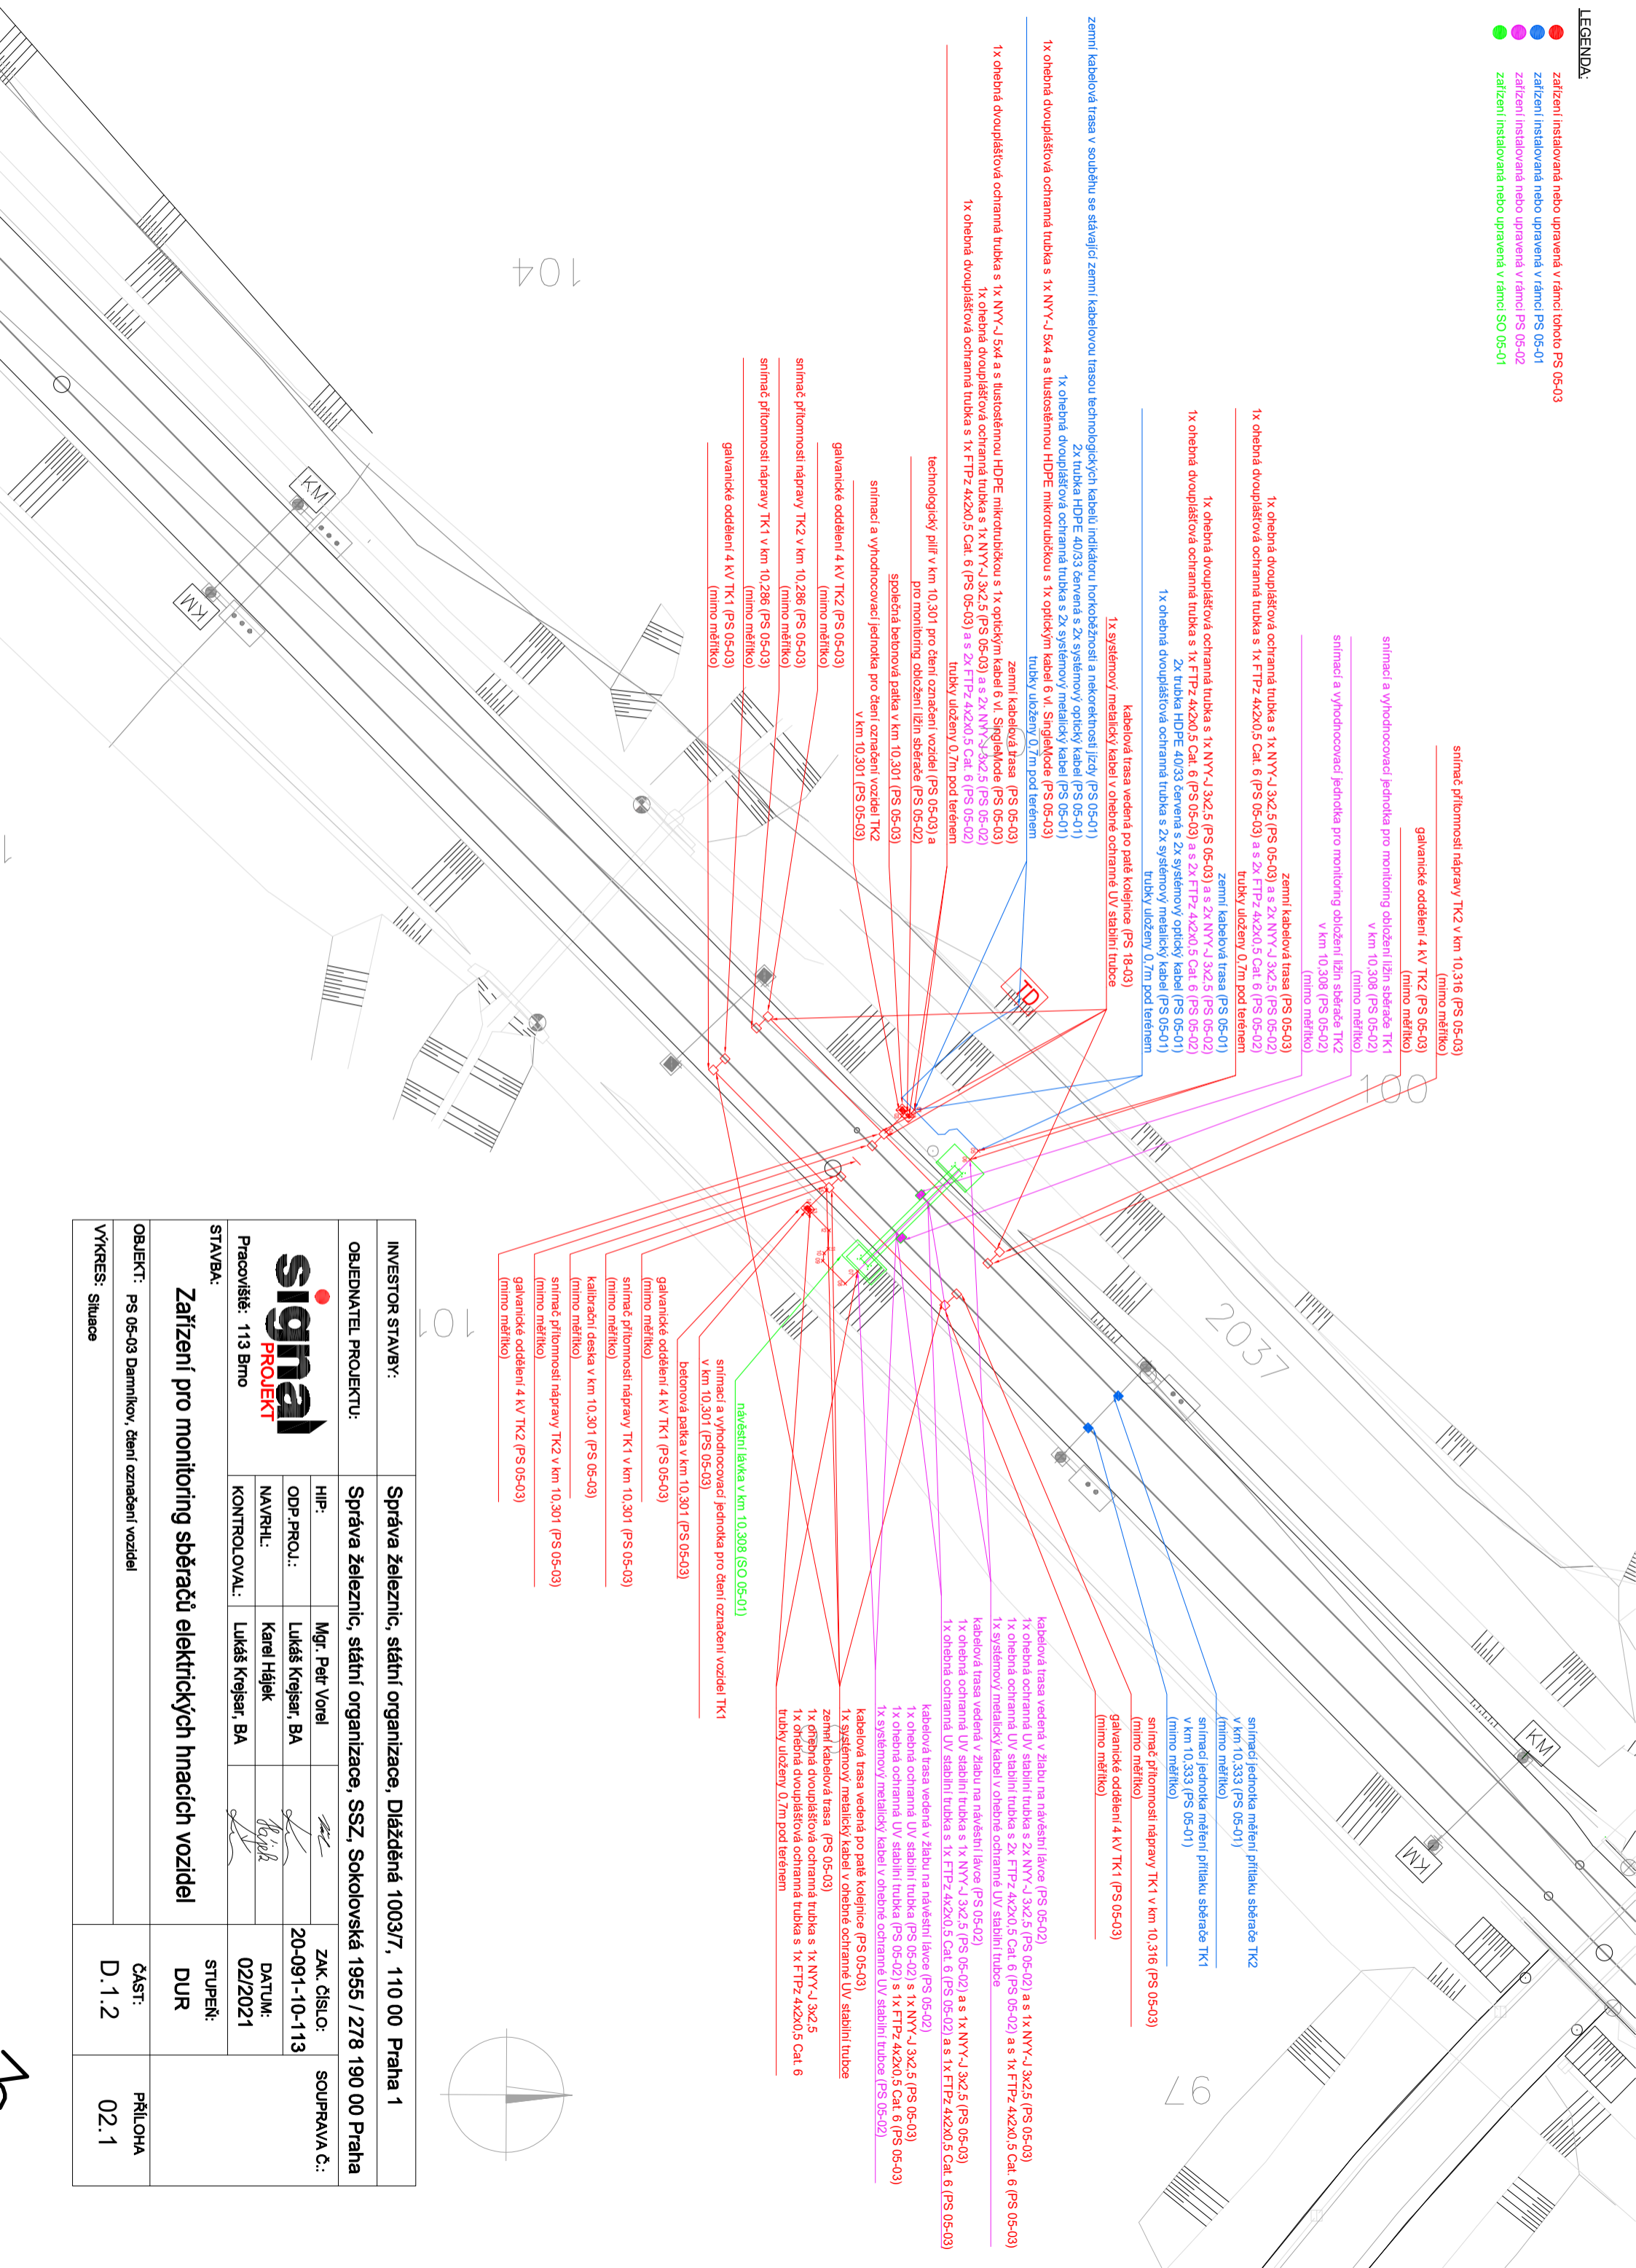 LEGENDA:
zařízení instalovaná nebo upravená v rámci tohoto PS 05-03
zařízení instalovaná nebo upravená v rámci PS 05-01
zařízení instalovaná nebo upravená v rámci PS 05-02
zařízení instalovaná nebo upravená v rámci SO 05-01
snímač přítomnosti nápravy TK2 v km 10,316 (PS 05-03)
(mimo měřítko)
galvanické oddělení 4 kV TK2 (PS 05-03)
(mimo měřítko)
snímací a vyhodnocovací jednotka pro monitoring obložení ližin sběrače TK1
v km 10,308 (PS 05-02)
(mimo měřítko)
snímací a vyhodnocovací jednotka pro monitoring obložení ližin sběrače TK2
v km 10,308 (PS 05-02)
(mimo měřítko)
zemní kabelová trasa (PS 05-03)
1x ohebná dvouplášťová ochranná trubka s 1x NYY-J 3x2,5 (PS 05-03) a s 2x NYY-J 3x2,5 (PS 05-02)
1x ohebná dvouplášťová ochranná trubka s 1x FTPz 4x2x0,5 Cat. 6 (PS 05-03) a s 2x FTPz 4x2x0,5 Cat. 6 (PS 05-02)
trubky uloženy 0,7m pod terénem
zemní kabelová trasa (PS 05-01)
1x ohebná dvouplášťová ochranná trubka s 1x NYY-J 3x2,5 (PS 05-03) a s 2x NYY-J 3x2,5 (PS 05-02)
1x ohebná dvouplášťová ochranná trubka s 1x FTPz 4x2x0,5 Cat. 6 (PS 05-03) a s 2x FTPz 4x2x0,5 Cat. 6 (PS 05-02)
2x trubka HDPE 40/33 červená s 2x systémový optický kabel (PS 05-01)
1x ohebná dvouplášťová ochranná trubka s 2x systémový metalický kabel (PS 05-01)
trubky uloženy 0,7m pod terénem
kabelová trasa vedená po patě kolejnice (PS 18-03)
1x systémový metalický kabel v ohebné ochranné UV stabilní trubce
zemní kabelová trasa v souběhu se stávající zemní kabelovou trasou technologických kabelů indikátoru horkoběžnosti a nekorektnosti jízdy (PS 05-01)
2x trubka HDPE 40/33 červená s 2x systémový optický kabel (PS 05-01)
1x ohebná dvouplášťová ochranná trubka s 2x systémový metalický kabel (PS 05-01)
1x ohebná dvouplášťová ochranná trubka s 1x NYY-J 5x4 a s tlustostěnnou HDPE mikrotrubičkou s 1x optickým kabel 6 vl. SingleMode (PS 05-03)
trubky uloženy 0,7m pod terénem
zemní kabelová trasa (PS 05-03)
1x ohebná dvouplášťová ochranná trubka s 1x NYY-J 5x4 a s tlustostěnnou HDPE mikrotrubičkou s 1x optickým kabel 6 vl. SingleMode (PS 05-03)
1x ohebná dvouplášťová ochranná trubka s 1x NYY-J 3x2,5 (PS 05-03) a s 2x NYY-J 3x2,5 (PS 05-02)
1x ohebná dvouplášťová ochranná trubka s 1x FTPz 4x2x0,5 Cat. 6 (PS 05-03) a s 2x FTPz 4x2x0,5 Cat. 6 (PS 05-02)
trubky uloženy 0,7m pod terénem
technologický pilíř v km 10,301 pro čtení označení vozidel (PS 05-03) a
pro monitoring obložení ližin sběrače (PS 05-02)
společná betonová patka v km 10,301 (PS 05-03)
snímací a vyhodnocovací jednotka pro čtení označení vozidel TK2
v km 10,301 (PS 05-03)
galvanické oddělení 4 kV TK2 (PS 05-03)
(mimo měřítko)
snímač přítomnosti nápravy TK2 v km 10,286 (PS 05-03)
(mimo měřítko)
snímač přítomnosti nápravy TK1 v km 10,286 (PS 05-03)
(mimo měřítko)
galvanické oddělení 4 kV TK1 (PS 05-03)
(mimo měřítko)
104
100
2037
101
97
TD
KM
KM
KM
KM
snímací jednotka měření přítlaku sběrače TK2
v km 10,333 (PS 05-01)
(mimo měřítko)
snímací jednotka měření přítlaku sběrače TK1
v km 10,333 (PS 05-01)
(mimo měřítko)
snímač přítomnosti nápravy TK1 v km 10,316 (PS 05-03)
(mimo měřítko)
galvanické oddělení 4 kV TK1 (PS 05-03)
(mimo měřítko)
kabelová trasa vedená v žlabu na návěstní lávce (PS 05-02)
1x ohebná ochranná UV stabilní trubka s 2x NYY-J 3x2,5 (PS 05-02) a s 1x NYY-J 3x2,5 (PS 05-03)
1x ohebná ochranná UV stabilní trubka s 2x FTPz 4x2x0,5 Cat. 6 (PS 05-02) a s 1x FTPz 4x2x0,5 Cat. 6 (PS 05-03)
1x systémový metalický kabel v ohebné ochranné UV stabilní trubce
kabelová trasa vedená v žlabu na návěstní lávce (PS 05-02)
1x ohebná ochranná UV stabilní trubka s 1x NYY-J 3x2,5 (PS 05-02) a s 1x NYY-J 3x2,5 (PS 05-03)
1x ohebná ochranná UV stabilní trubka s 1x FTPz 4x2x0,5 Cat. 6 (PS 05-02) a s 1x FTPz 4x2x0,5 Cat. 6 (PS 05-03)
kabelová trasa vedená v žlabu na návěstní lávce (PS 05-02)
1x ohebná ochranná UV stabilní trubka (PS 05-02) s 1x NYY-J 3x2,5 (PS 05-03)
1x ohebná ochranná UV stabilní trubka (PS 05-02) s 1x FTPz 4x2x0,5 Cat. 6 (PS 05-03)
1x systémový metalický kabel v ohebné ochranné UV stabilní trubce (PS 05-02)
kabelová trasa vedená po patě kolejnice (PS 05-03)
1x systémový metalický kabel v ohebné ochranné UV stabilní trubce
zemní kabelová trasa (PS 05-03)
1x ohebná dvouplášťová ochranná trubka s 1x NYY-J 3x2,5
1x ohebná dvouplášťová ochranná trubka s 1x FTPz 4x2x0,5 Cat. 6
trubky uloženy 0,7m pod terénem
návěstní lávka v km 10,308 (SO 05-01)
snímací a vyhodnocovací jednotka pro čtení označení vozidel TK1
v km 10,301 (PS 05-03)
betonová patka v km 10,301 (PS 05-03)
galvanické oddělení 4 kV TK1 (PS 05-03)
(mimo měřítko)
snímač přítomnosti nápravy TK1 v km 10,301 (PS 05-03)
(mimo měřítko)
kalibrační deska v km 10,301 (PS 05-03)
snímač přítomnosti nápravy TK2 v km 10,301 (PS 05-03)
(mimo měřítko)
galvanické oddělení 4 kV TK2 (PS 05-03)
(mimo měřítko)
INVESTOR STAVBY: Správa železnic, státní organizace, Dlážděná 1003/7, 110 00 Praha 1
OBJEDNATEL PROJEKTU: Správa železnic, státní organizace, SSZ, Sokolovská 1955 / 278 190 00 Praha
signal
PROJEKT
Pracoviště: 113 Brno
HIP: Mgr. Petr Vorel
ODP.PROJ.: Lukáš Krejsar, BA
NAVRHL: Karel Hájek
Hájek
KONTROLOVAL: Lukáš Krejsar, BA
ZAK. ČÍSLO:
20-091-10-113
DATUM:
02/2021
SOUPRAVA Č.:
STAVBA:
Zařízení pro monitoring sběračů elektrických hnacích vozidel
STUPEŇ:
DUR
OBJEKT: PS 05-03 Damníkov, čtení označení vozidel
VÝKRES: Situace
ČÁST:
D.1.2
PŘÍLOHA
02.1